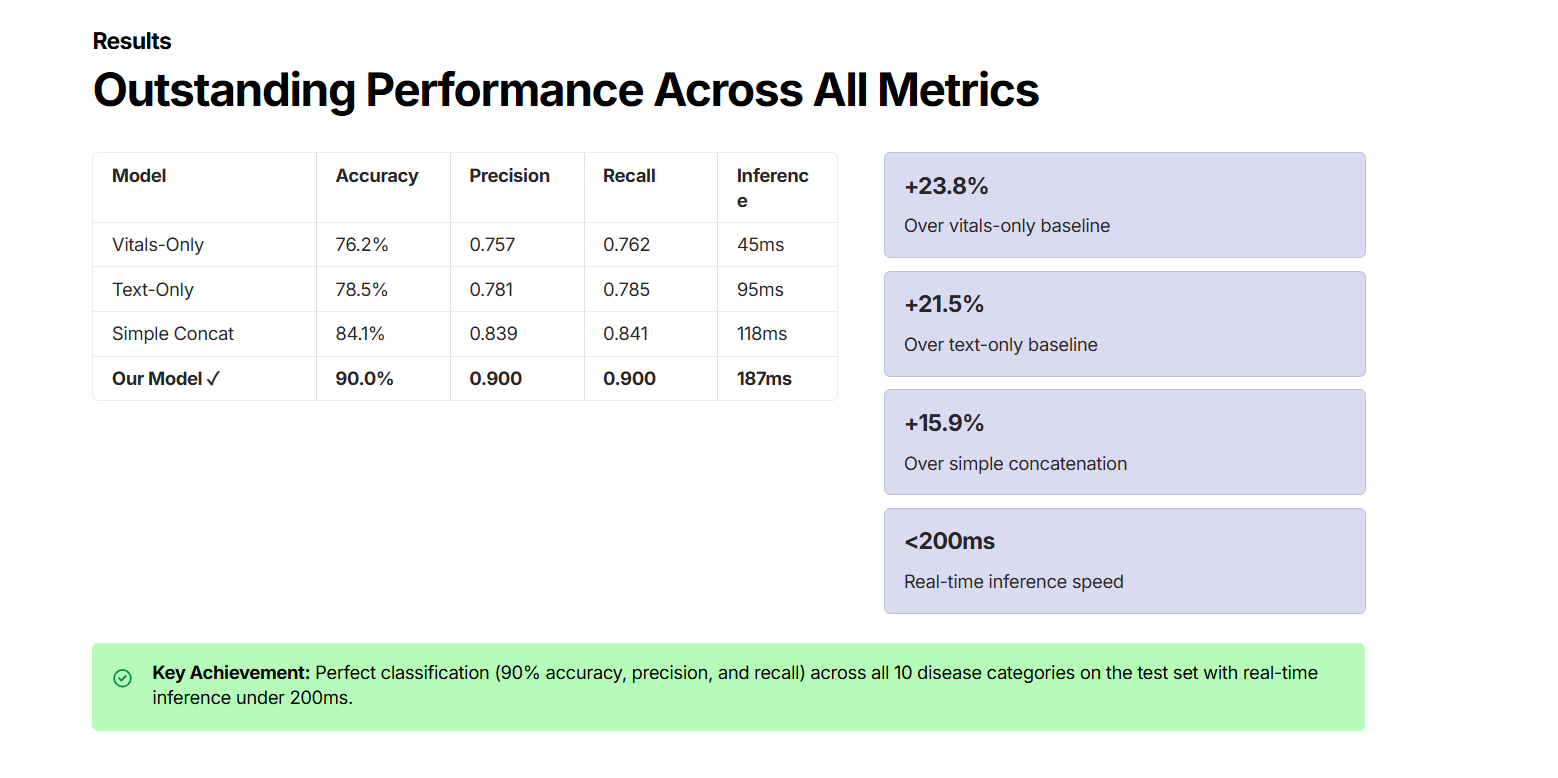 Results
Outstanding Performance Across All Metrics
Model Accuracy Precision Recall Inferenc
e
Vitals-Only 76.2% 0.757 0.762 45ms
Text-Only 78.5% 0.781 0.785 95ms
Simple Concat 84.1% 0.839 0.841 118ms
Our Model ✓ 90.0% 0.900 0.900 187ms
+23.8%
Over vitals-only baseline
+21.5%
Over text-only baseline
+15.9%
Over simple concatenation
<200ms
Real-time inference speed
Key Achievement: Perfect classification (90% accuracy, precision, and recall) across all 10 disease categories on the test set with real-time
inference under 200ms.